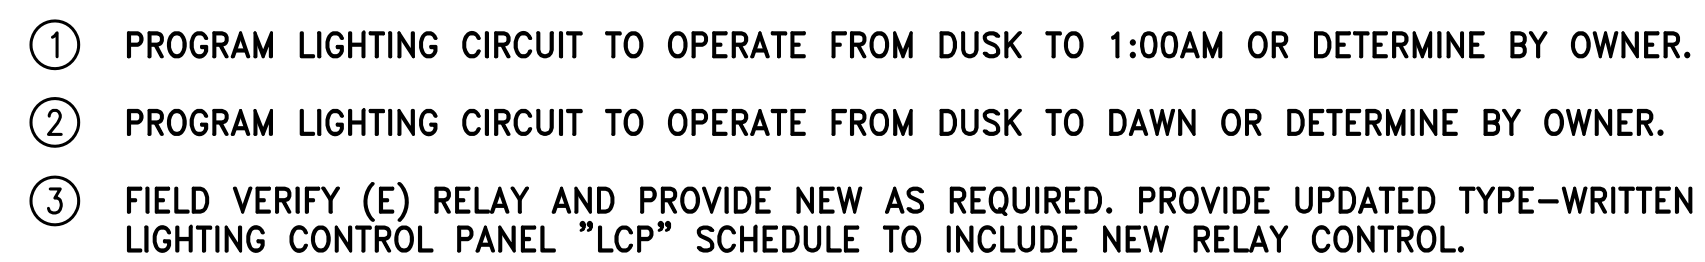 1 PROGRAM LIGHTING CIRCUIT TO OPERATE FROM DUSK TO 1:00AM OR DETERMINE BY OWNER.
2 PROGRAM LIGHTING CIRCUIT TO OPERATE FROM DUSK TO DAWN OR DETERMINE BY OWNER.
3 FIELD VERIFY (E) RELAY AND PROVIDE NEW AS REQUIRED. PROVIDE UPDATED TYPE-WRITTEN
LIGHTING CONTROL PANEL "LCP" SCHEDULE TO INCLUDE NEW RELAY CONTROL.